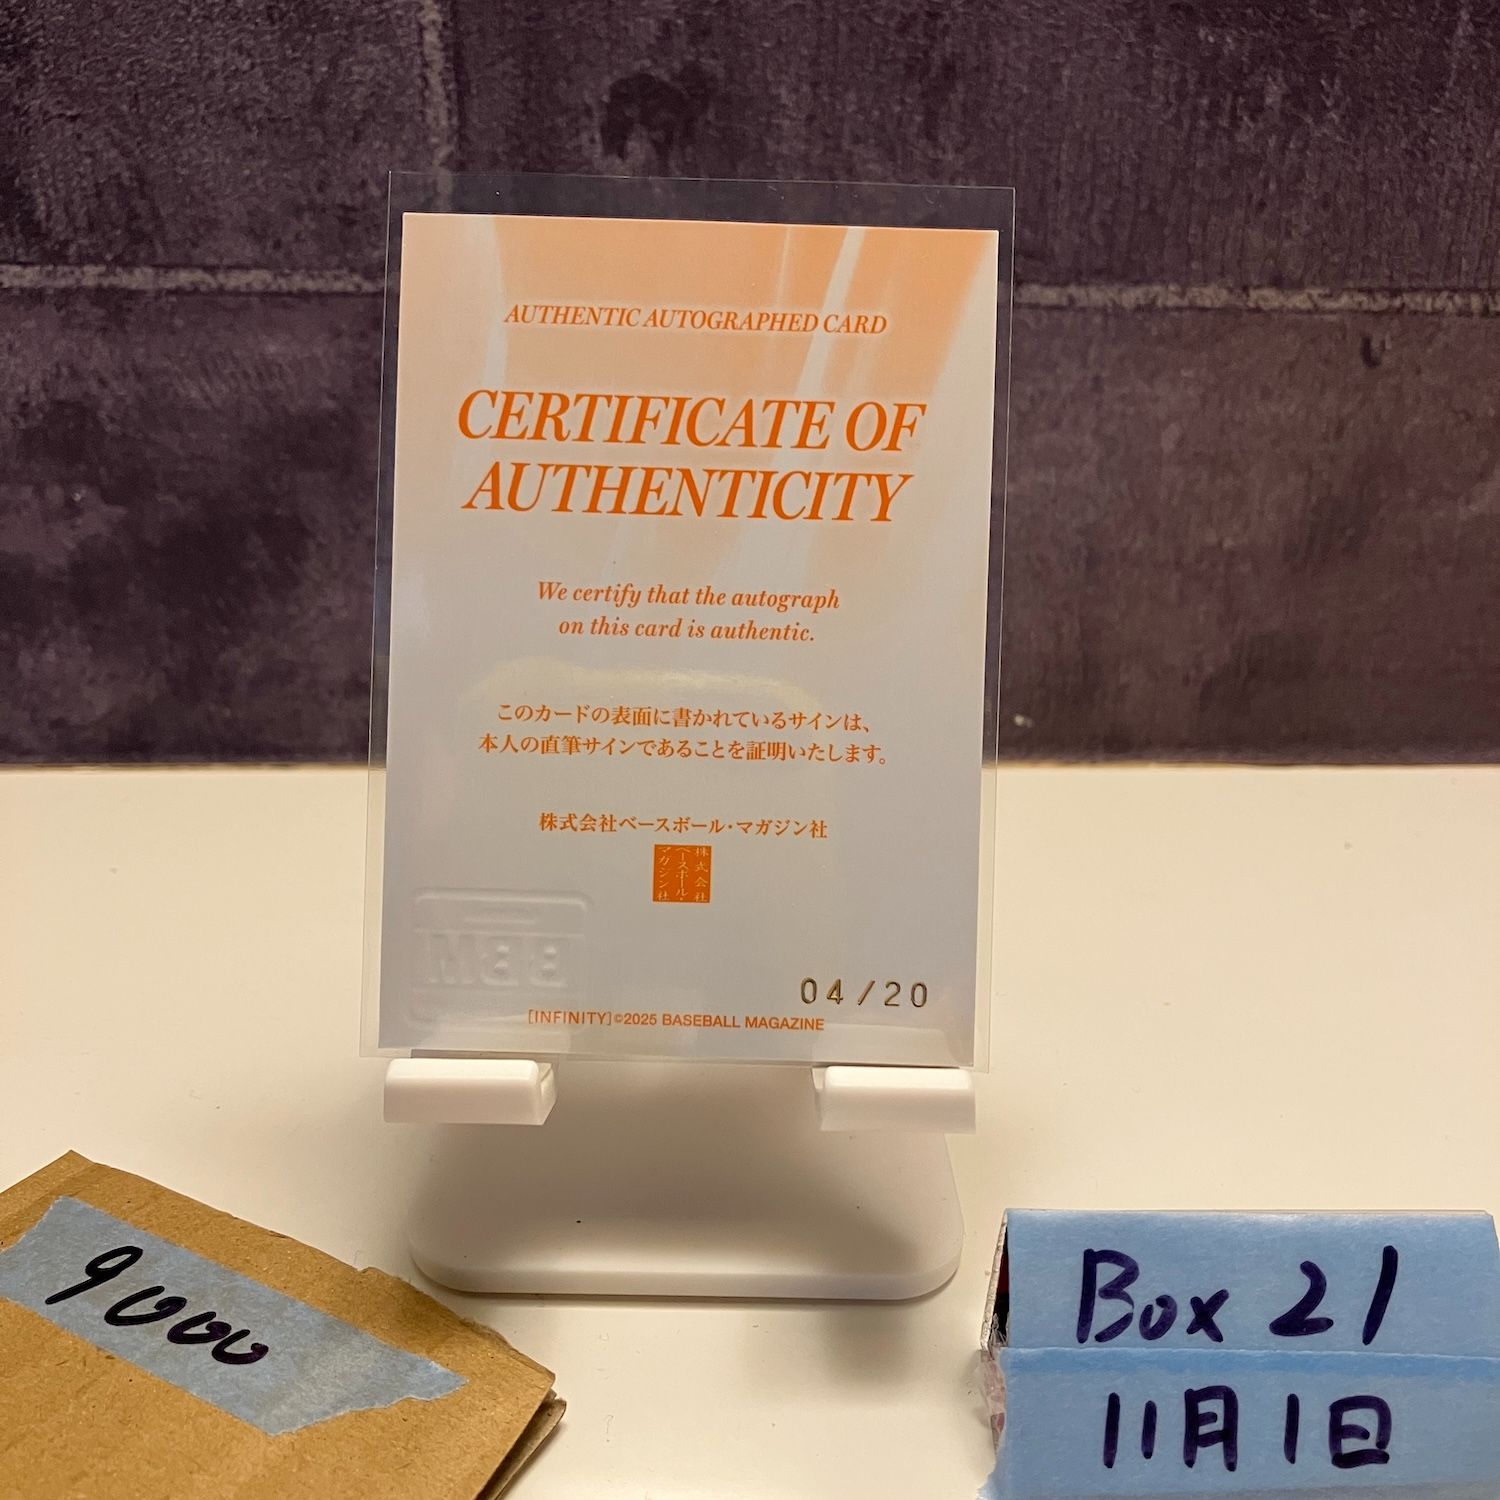 AUTHENTIC AUTOGRAPHED CARD
CERTIFICATE OF
AUTHENTICITY
We certify that the autograph
on this card is authentic.
このカードの表面に書かれているサインは、
本人の直筆サインであることを証明いたします。
株式会社ベースボール・マガジン社
株式会社
ベースボール・
マガジン社
BBM
04/20
[INFINITY]©2025 BASEBALL MAGAZINE
9000
Box 21
11月1日